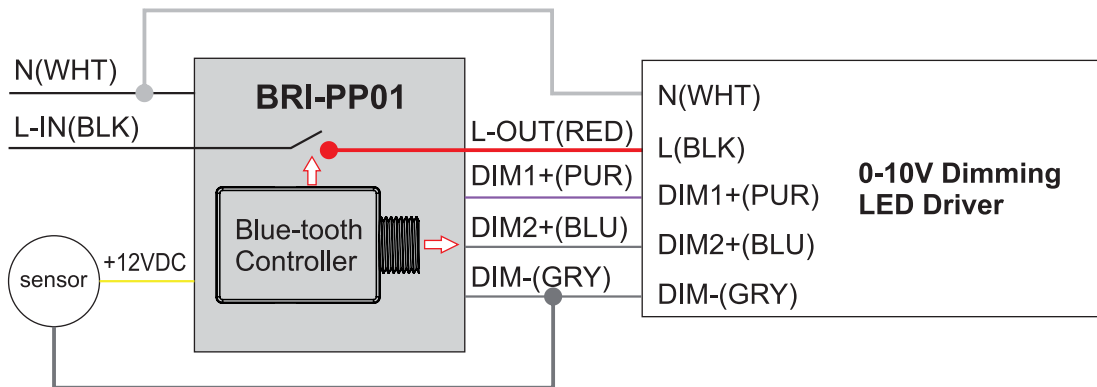 N(WHT)
L-IN(BLK)
BRI-PP01
Blue-tooth
Controller
sensor
+12VDC
L-OUT(RED)
DIM1+(PUR)
DIM2+(BLU)
DIM-(GRY)
N(WHT)
L(BLK)
DIM1+(PUR)
DIM2+(BLU)
DIM-(GRY)
0-10V Dimming
LED Driver